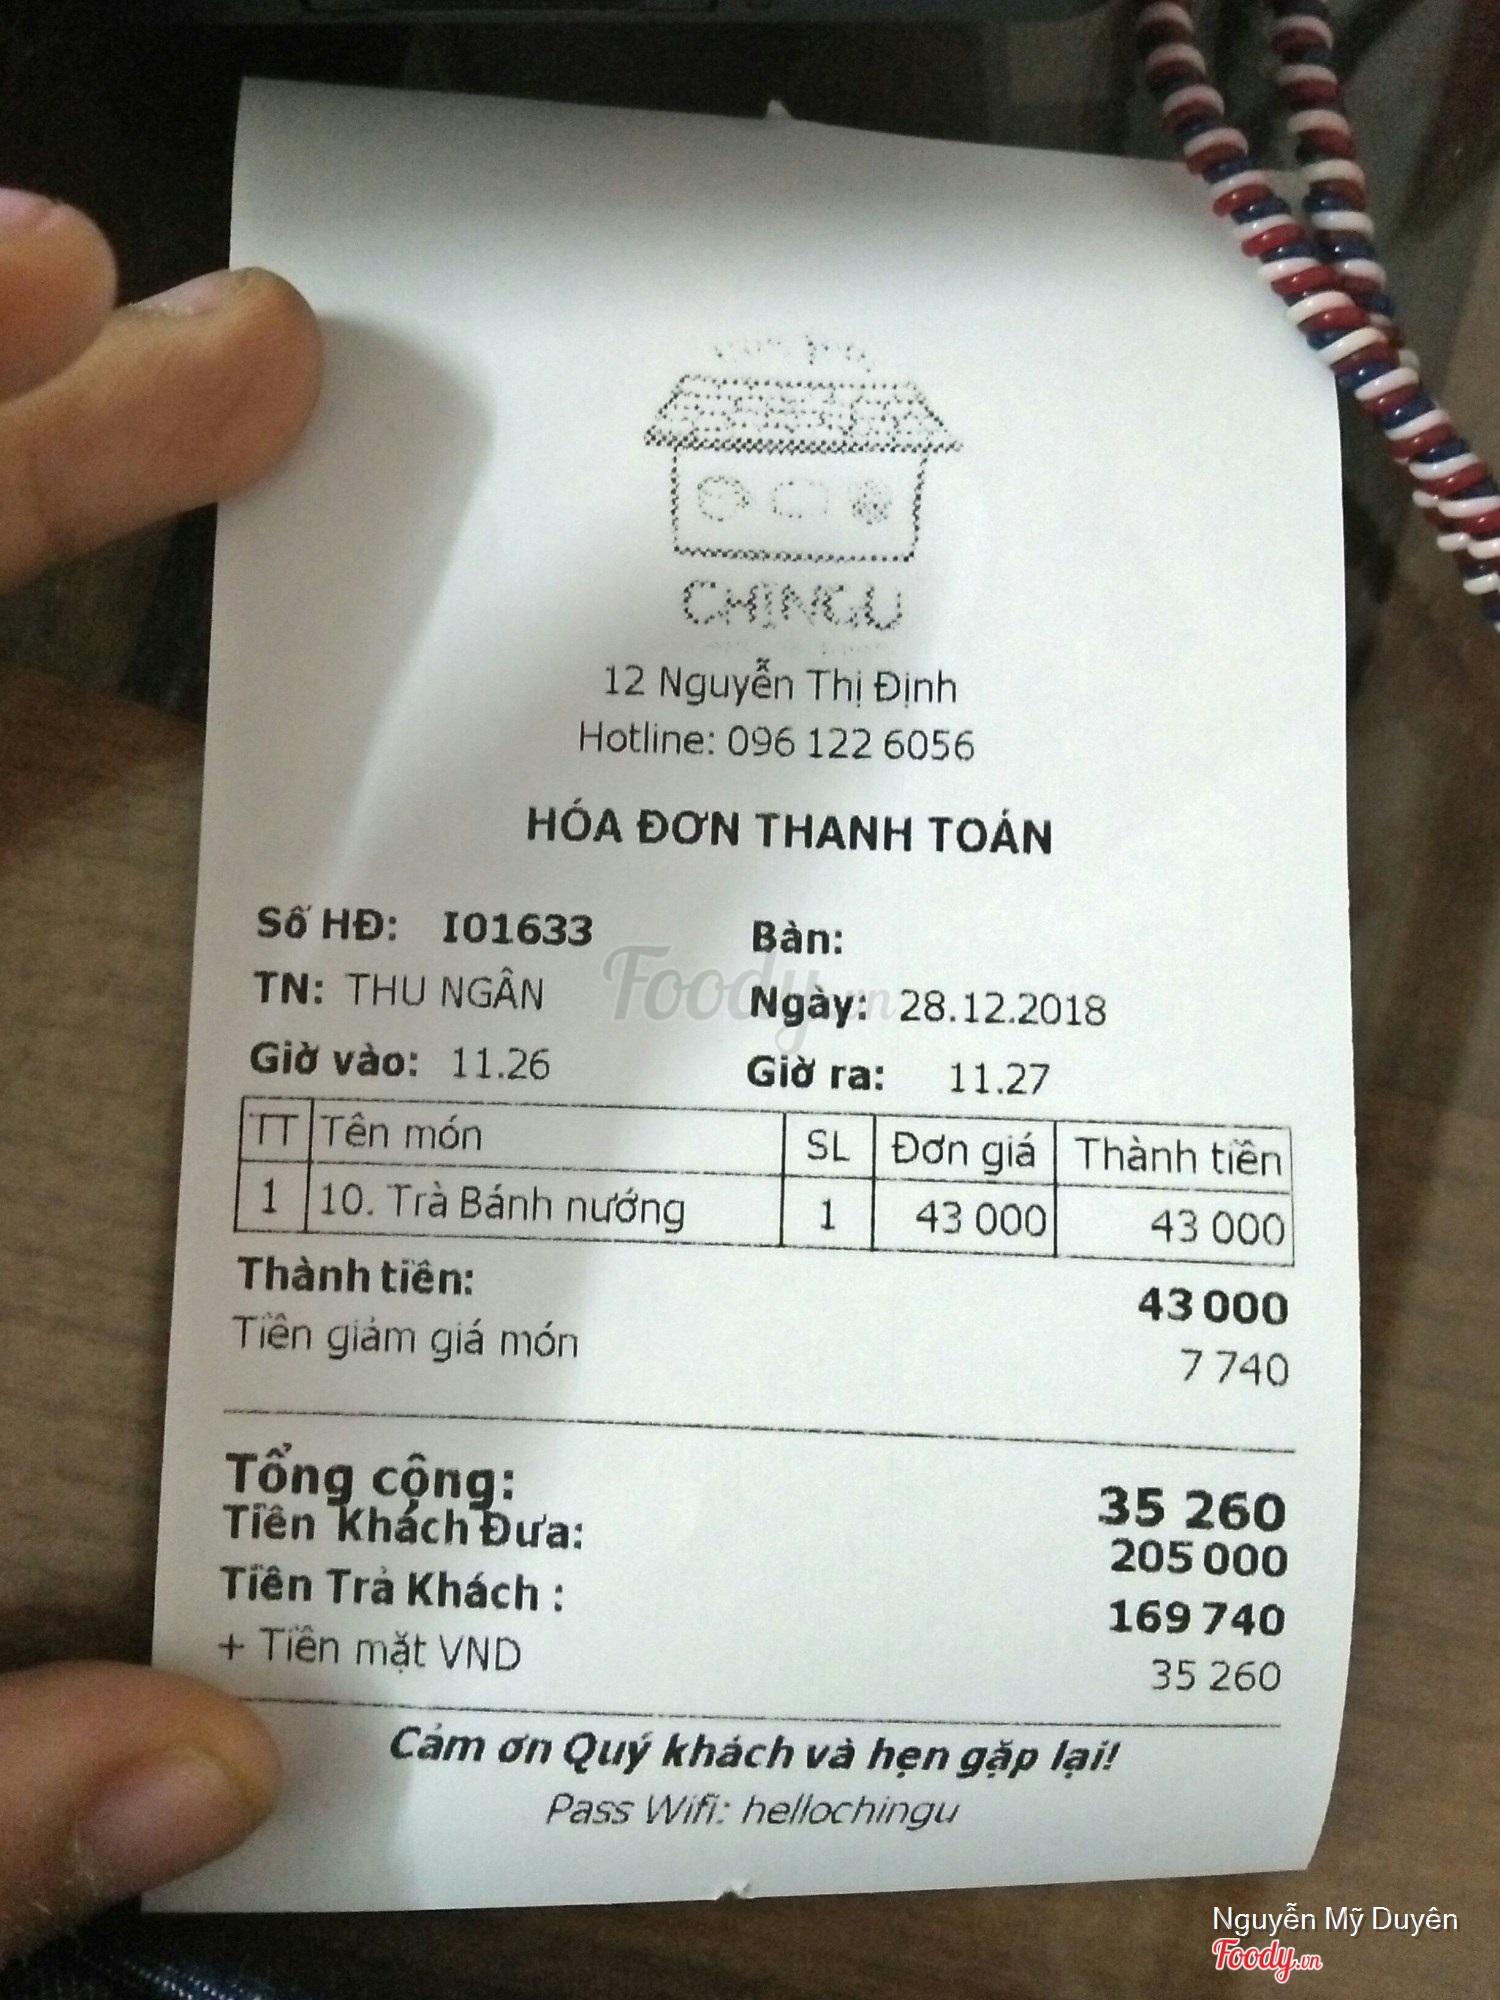 CHINGU
12 Nguyễn Thị Định
Hotline: 096 122 6056
HÓA ĐƠN THANH TOÁN
Số HĐ: I01633 Bàn:
TN: THU NGÂN Ngày: 28.12.2018
Giờ vào: 11.26 Giờ ra: 11.27
TT Tên món SL Đơn giá Thành tiền
1 10. Trà Bánh nướng 1 43 000 43 000
Thành tiền: 43 000
Tiền giảm giá món 7 740
Tổng cộng: 35 260
Tiền Khách Đưa: 205 000
Tiền Trả Khách : 169 740
+ Tiền mặt VND 35 260
Cảm ơn Quý khách và hẹn gặp lại!
Pass Wifi: hellochingu
Foody.vn
Nguyễn Mỹ Duyên
Foody.vn